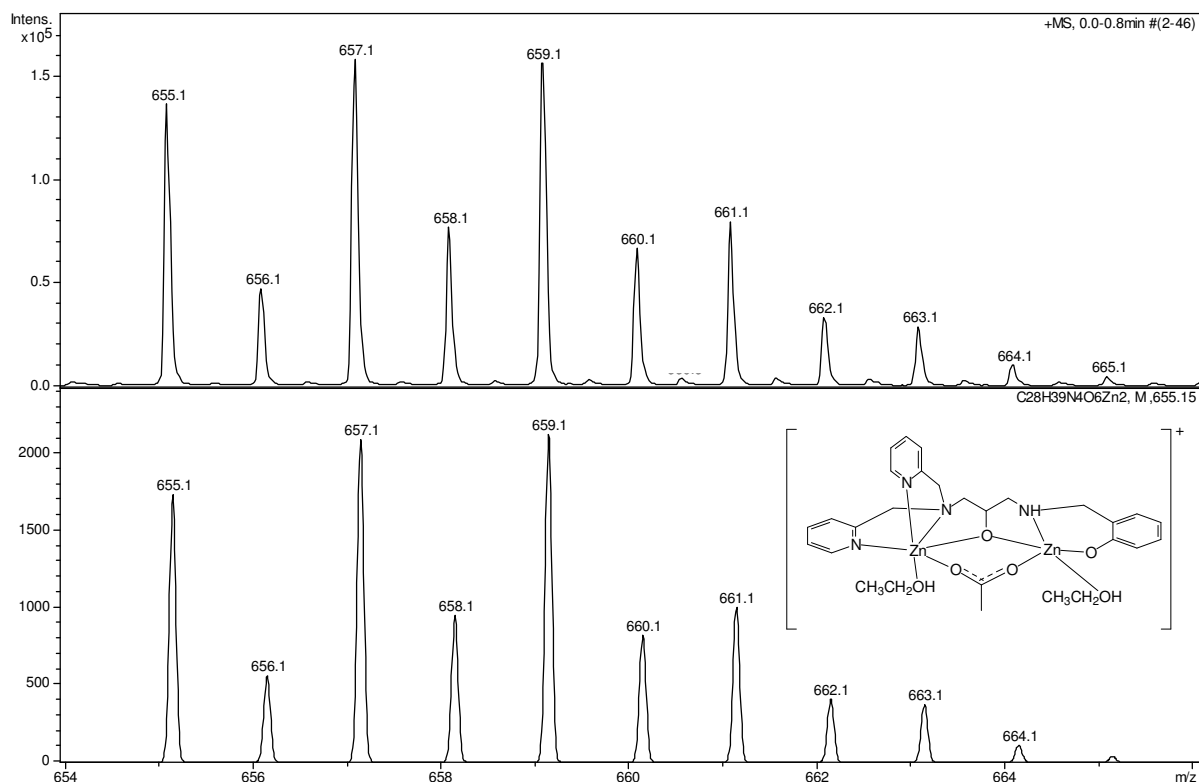 Intens.
x10⁵
+MS, 0.0-0.8min #(2-46)
1.5
1.0
0.5
0.0
655.1
656.1
657.1
658.1
659.1
660.1
661.1
662.1
663.1
664.1
665.1
C28H39N4O6Zn2, M ,655.15
2000
1500
1000
500
0
655.1
656.1
657.1
658.1
659.1
660.1
661.1
662.1
663.1
664.1
+
N
N
NH
N
Zn
O
Zn
O
O
O
CH₃CH₂OH
CH₃CH₂OH
654
656
658
660
662
664
m/z